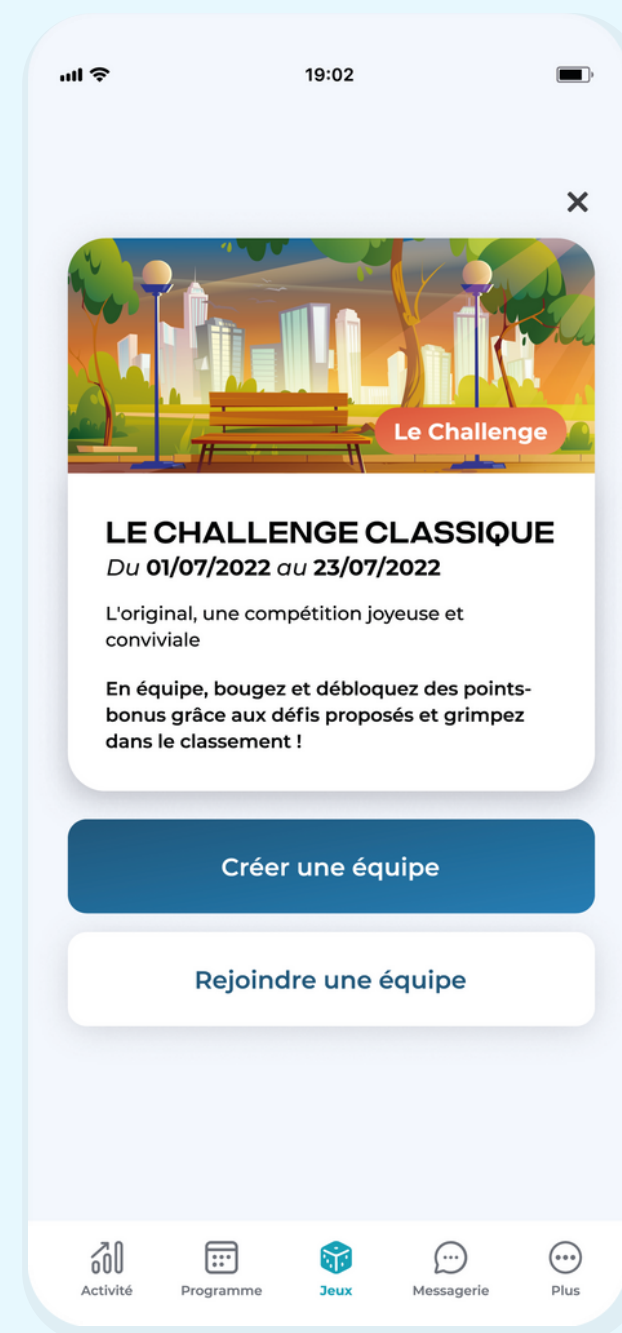 19:02
Le Challenge
LE CHALLENGE CLASSIQUE
Du 01/07/2022 au 23/07/2022
L'original, une compétition joyeuse et
conviviale
En équipe, bougez et débloquez des points-
bonus grâce aux défis proposés et grimpez
dans le classement !
Créer une équipe
Rejoindre une équipe
Activité
Programme
Jeux
Messagerie
Plus